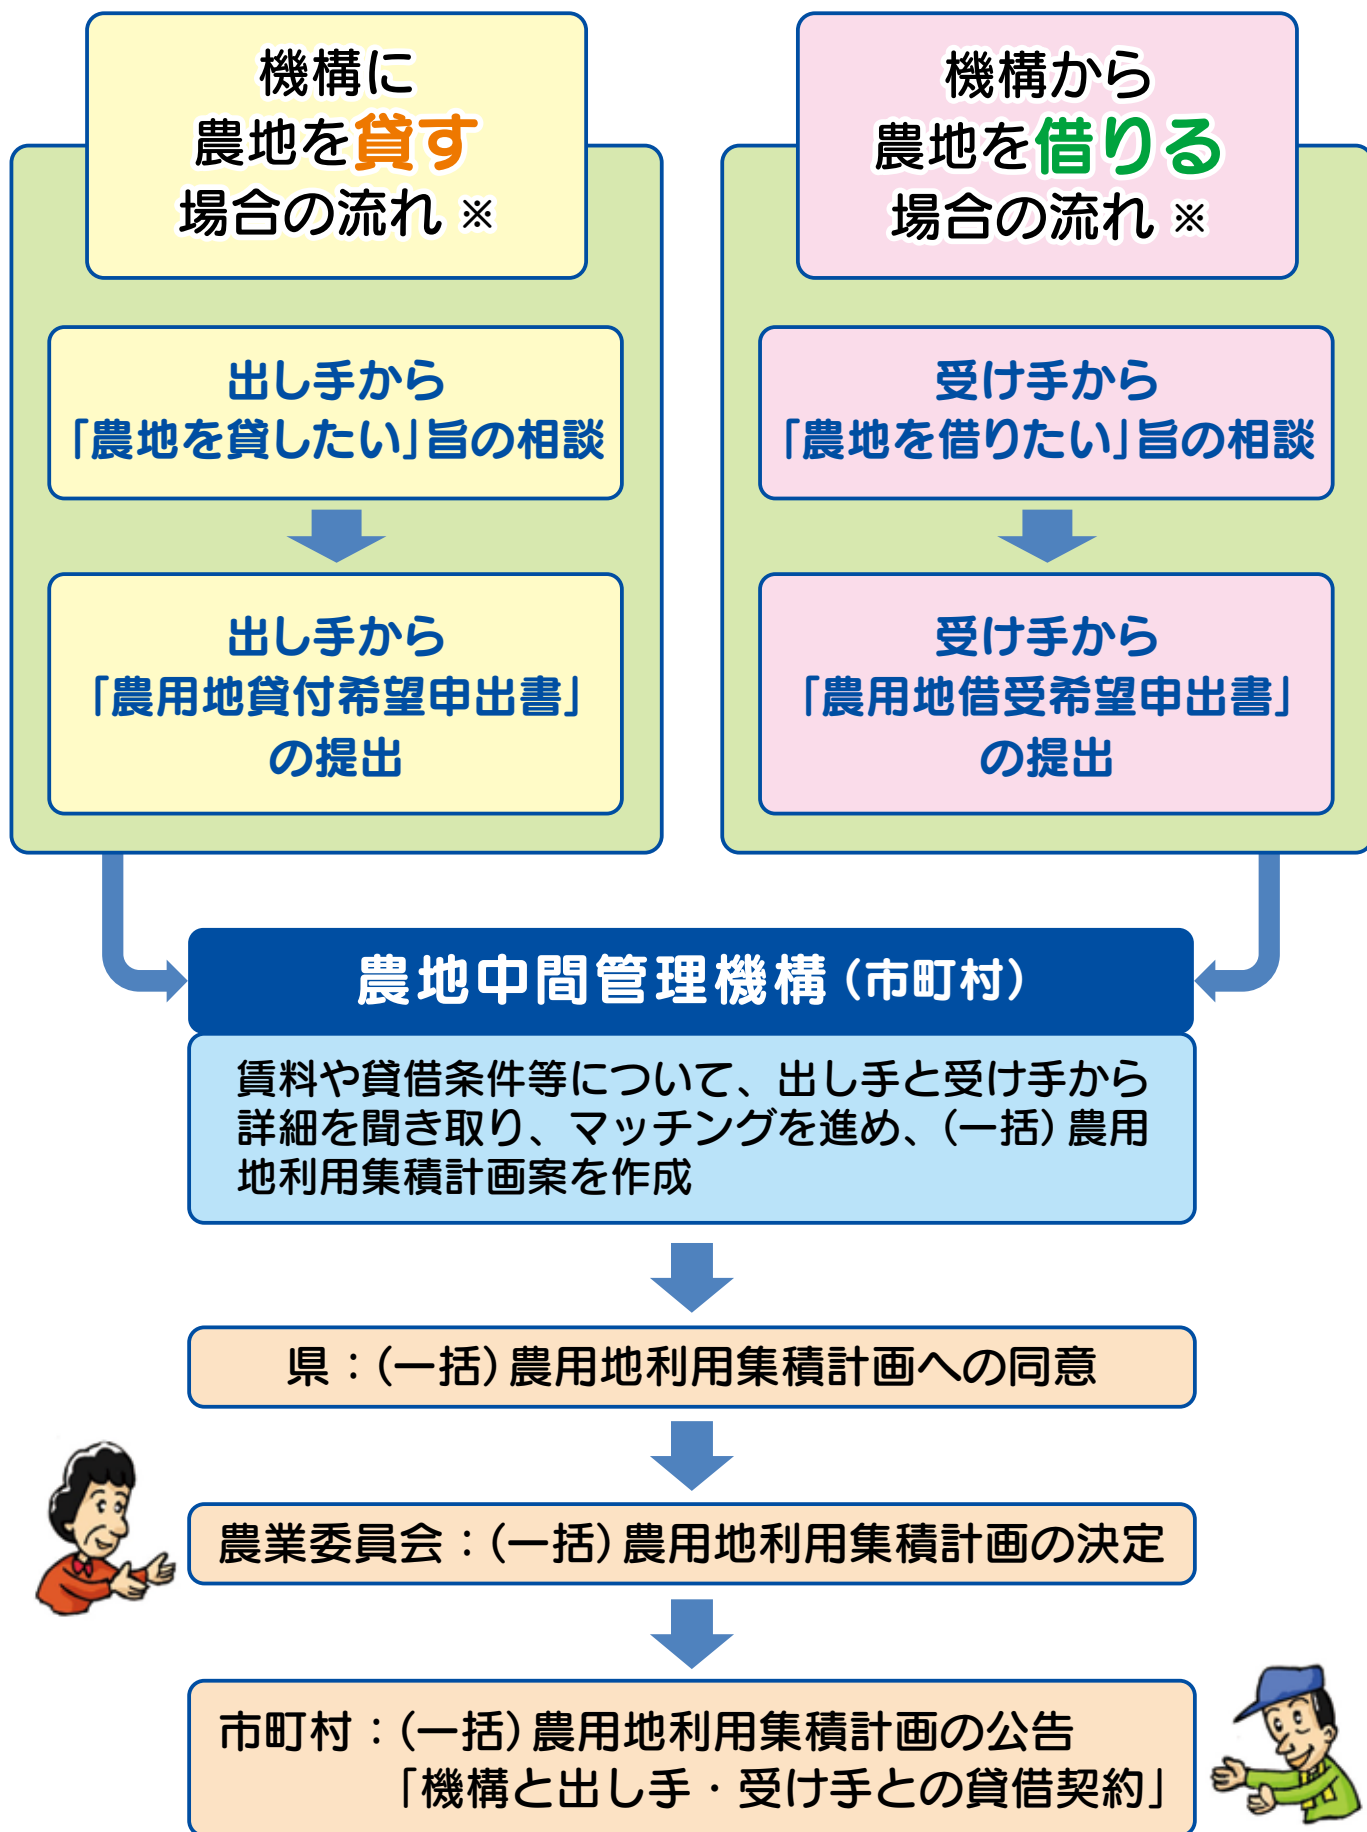 機構に
農地を貸す
場合の流れ ※
出し手から
「農地を貸したい」旨の相談
出し手から
「農用地貸付希望申出書」
の提出
機構から
農地を借りる
場合の流れ ※
受け手から
「農地を借りたい」旨の相談
受け手から
「農用地借受希望申出書」
の提出
農地中間管理機構（市町村）
賃料や貸借条件等について、出し手と受け手から
詳細を聞き取り、マッチングを進め、（一括）農用
地利用集積計画案を作成
県：（一括）農用地利用集積計画への同意
農業委員会：（一括）農用地利用集積計画の決定
市町村：（一括）農用地利用集積計画の公告
「機構と出し手・受け手との貸借契約」